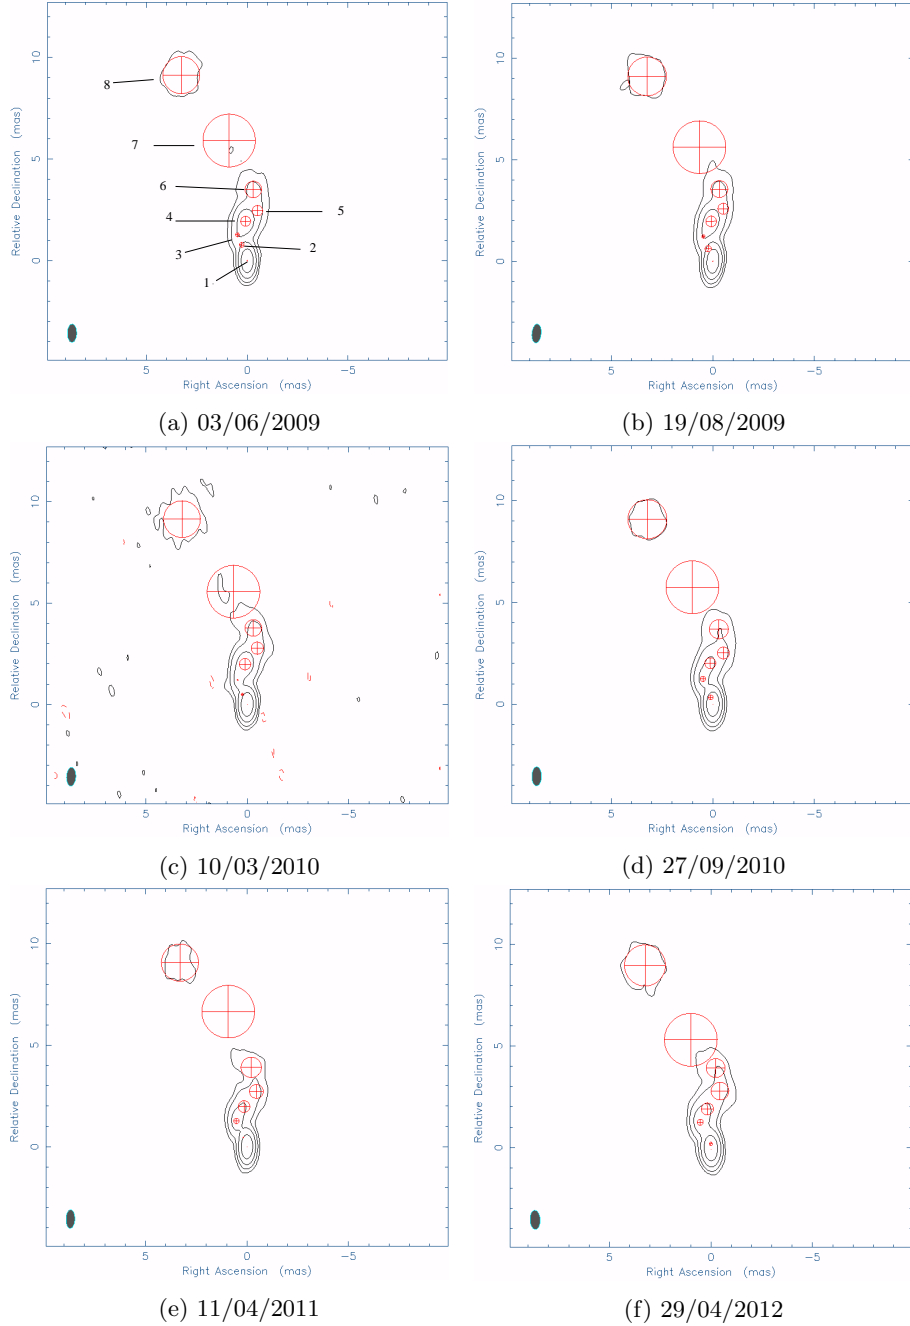 10
5
0
8
7
6
5
4
3
2
1
Relative Declination (mas)
5 0 −5
Right Ascension (mas)
(a) 03/06/2009
10
5
0
Relative Declination (mas)
5 0 −5
Right Ascension (mas)
(b) 19/08/2009
10
5
0
Relative Declination (mas)
5 0 −5
Right Ascension (mas)
(c) 10/03/2010
10
5
0
Relative Declination (mas)
5 0 −5
Right Ascension (mas)
(d) 27/09/2010
10
5
0
Relative Declination (mas)
5 0 −5
Right Ascension (mas)
(e) 11/04/2011
10
5
0
Relative Declination (mas)
5 0 −5
Right Ascension (mas)
(f) 29/04/2012